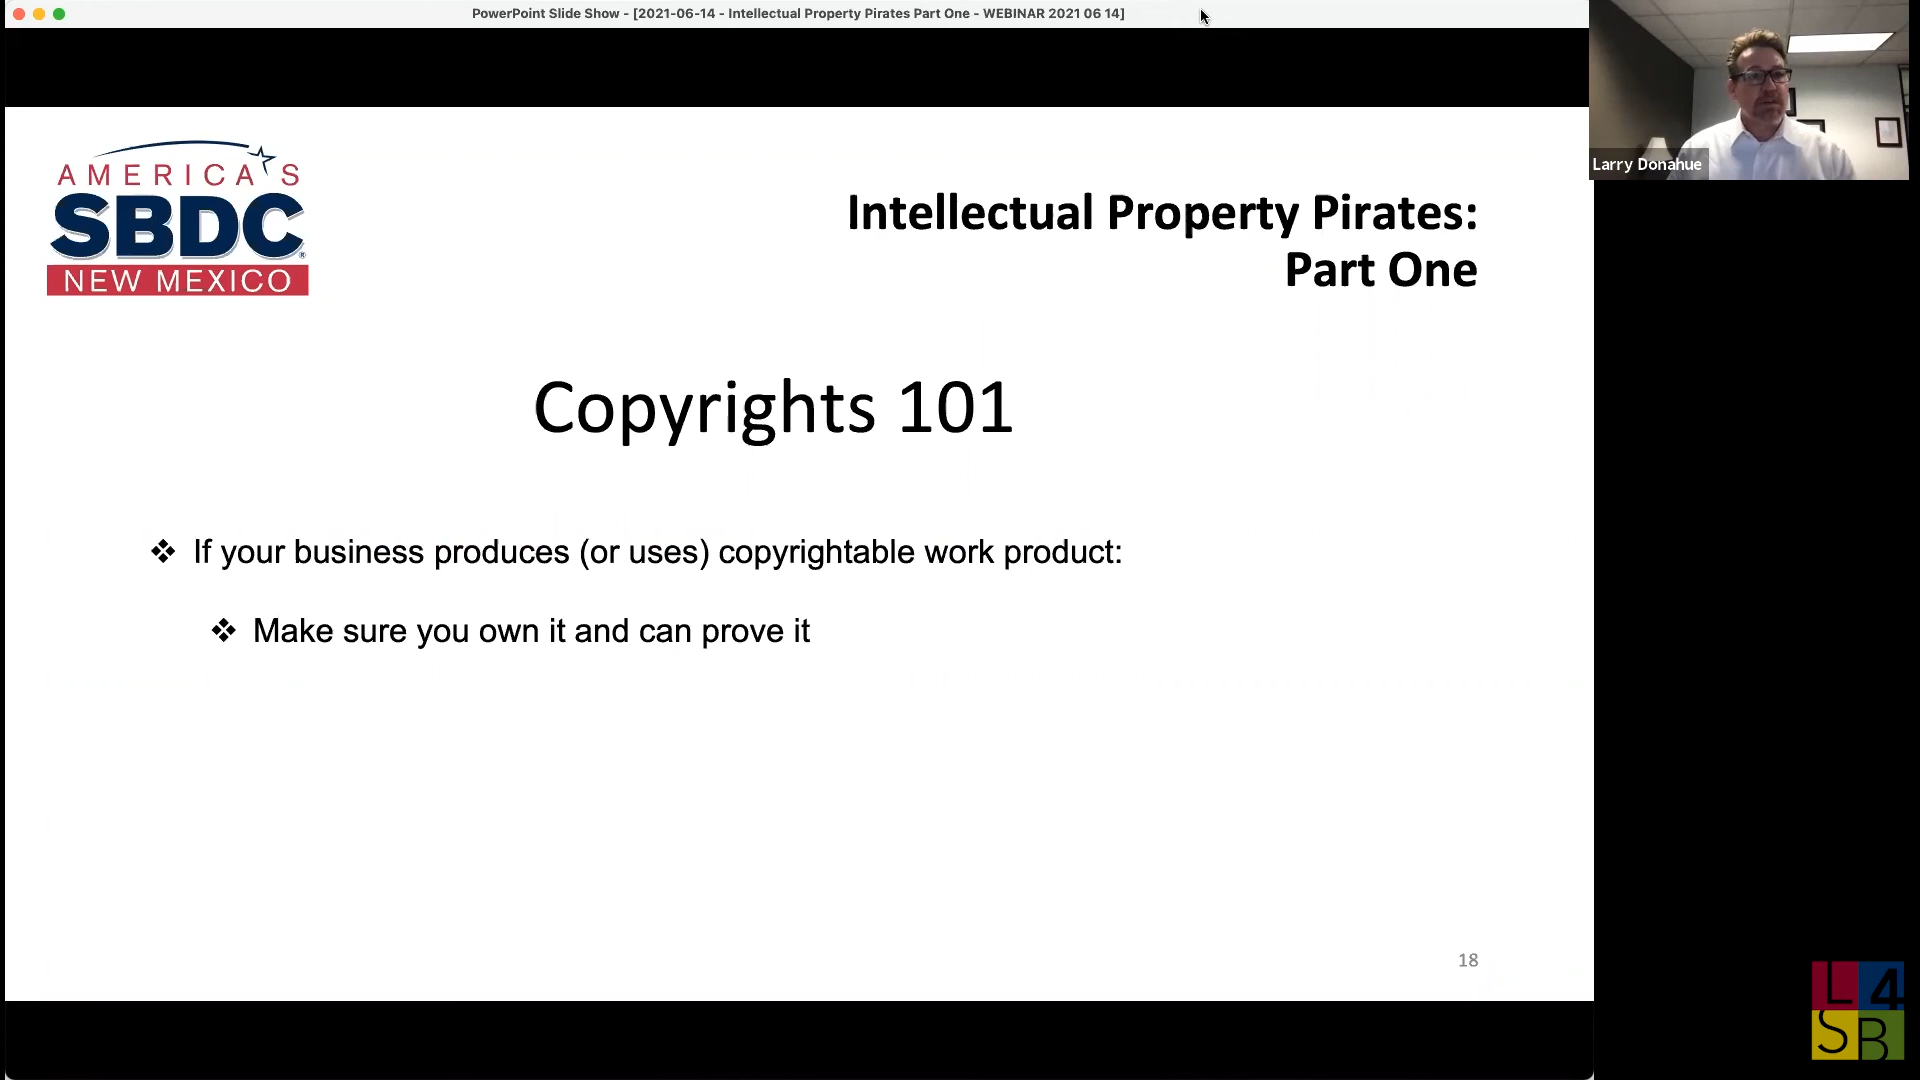 PowerPoint Slide Show - [2021-06-14 - Intellectual Property Pirates Part One - WEBINAR 2021 06 14]
Larry Donahue
AMERICA'S
SBDC®
NEW MEXICO
Intellectual Property Pirates:
Part One
Copyrights 101
❖ If your business produces (or uses) copyrightable work product:
❖ Make sure you own it and can prove it
18
L4
SB